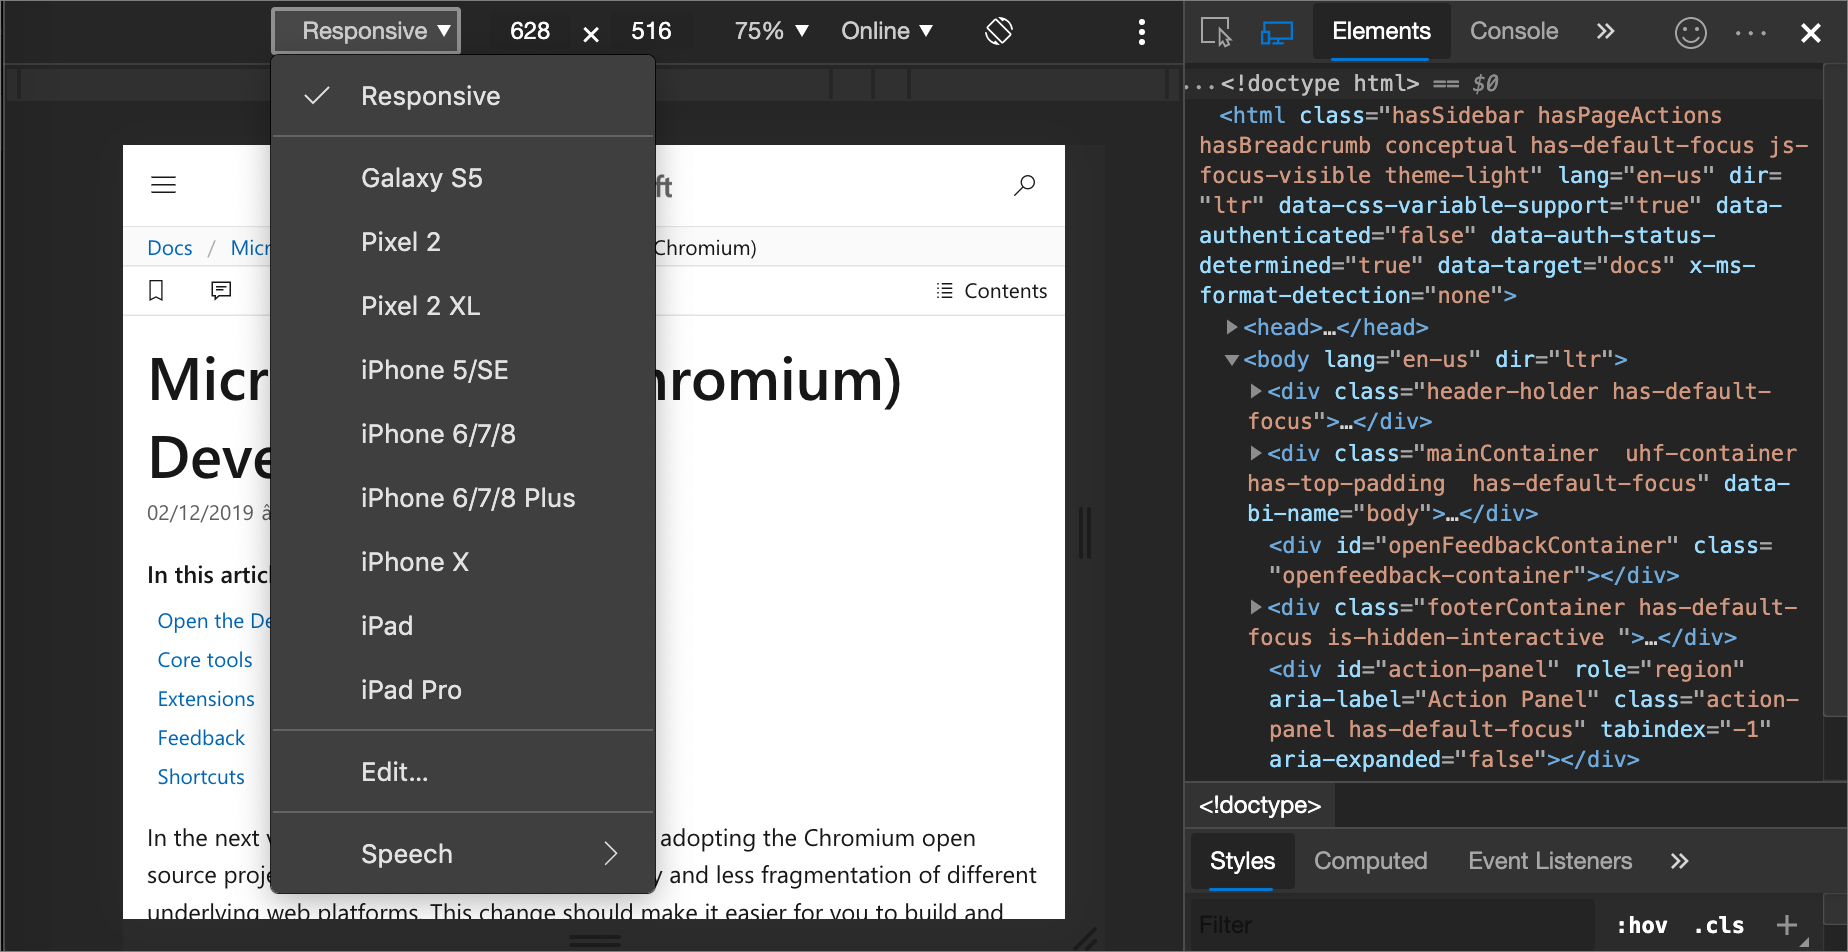 Responsive ▼ 628 × 516 75% ▼ Online ▼
Elements Console
Responsive
Galaxy S5
Pixel 2
Pixel 2 XL
iPhone 5/SE
iPhone 6/7/8
iPhone 6/7/8 Plus
iPhone X
iPad
iPad Pro
Edit...
Speech
ft
Docs / Micr Chromium)
Contents
Micr hromium)
Deve
02/12/2019 â
In this artic
Open the De
Core tools
Extensions
Feedback
Shortcuts
In the next adopting the Chromium open
source proje y and less fragmentation of different
underlying web platforms. This change should make it easier for you to build and
...<!doctype html> == $0
<html class="hasSidebar hasPageActions
hasBreadcrumb conceptual has-default-focus js-
focus-visible theme-light" lang="en-us" dir=
"ltr" data-css-variable-support="true" data-
authenticated="false" data-auth-status-
determined="true" data-target="docs" x-ms-
format-detection="none">
▶<head>…</head>
▼<body lang="en-us" dir="ltr">
▶<div class="header-holder has-default-
focus">…</div>
▶<div class="mainContainer  uhf-container
has-top-padding  has-default-focus" data-
bi-name="body">…</div>
<div id="openFeedbackContainer" class=
"openfeedback-container"></div>
▶<div class="footerContainer has-default-
focus is-hidden-interactive ">…</div>
<div id="action-panel" role="region"
aria-label="Action Panel" class="action-
panel has-default-focus" tabindex="-1"
aria-expanded="false"></div>
<!doctype>
Styles Computed Event Listeners
Filter :hov .cls +